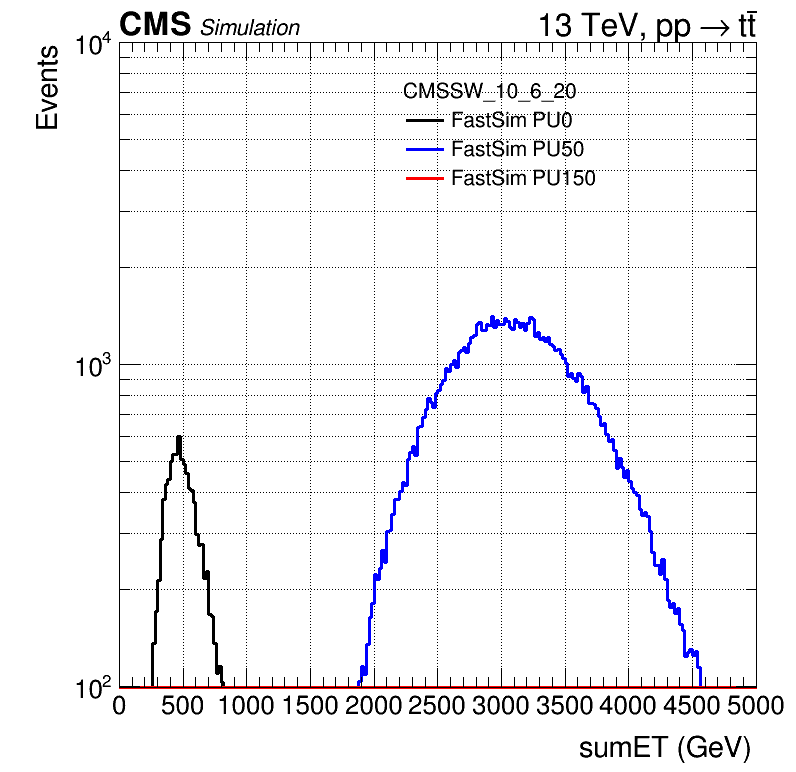 CMS Simulation 13 TeV, pp → tt̄
Events
10⁴
10³
10²
CMSSW_10_6_20
FastSim PU0
FastSim PU50
FastSim PU150
0 500 1000 1500 2000 2500 3000 3500 4000 4500 5000
sumET (GeV)